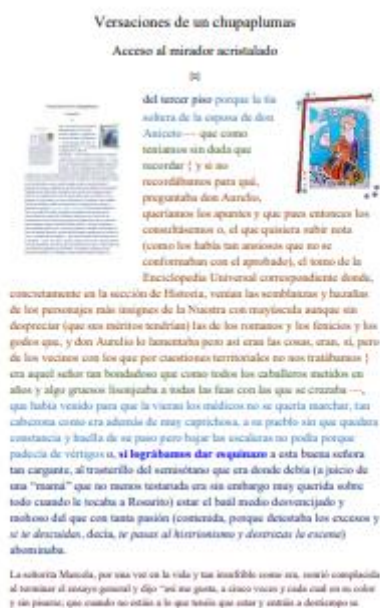 Versaciones de un chupaplumas
Acceso al mirador acristalado
del tercer piso porque la tía
soltera de la esposa de don
Aniceto— que como
teníamos sin duda que
recordar { y si no
recordábamos para qué,
preguntaba don Aurelio,
queríamos los apuntes y que pues entonces los
consultásemos o, el que quisiera subir nota
(como los había tan ansiosos que no se
conformaban con el aprobado), el tomo de la
Enciclopedia Universal correspondiente donde,
concretamente en la sección de Historia, venían las semblanzas y hazañas
de los personajes más insignes de la Nuestra con mayúscula aunque sin
despreciar (que sus méritos tendrían) las de los romanos y los fenicios y los
godos que, y don Aurelio lo lamentaba pero así eran las cosas, eran, sí, pero
de los vecinos con los que por cuestiones territoriales no nos tratábamos }
era aquel señor tan bondadoso que como todos los caballeros metidos en
años y algo gruesos lisonjeaba a todas las feas con las que se cruzaba —,
que había venido para que la vieran los médicos no se quería marchar, tan
cabezona como era además de muy caprichosa, a su pueblo sin que quedara
constancia y huella de su paso pero bajar las escaleras no podía porque
padecía de vértigos o, si lográbamos dar esquinazo a esta buena señora
tan cargante, al trasterillo del semisótano que era donde debía (a juicio de
una "mamá" que no menos testaruda era sin embargo muy querida sobre
todo cuando le tocaba a Rosarito) estar el baúl medio desvencijado y
mohoso del que con tanta pasión (contenida, porque detestaba los excesos y
si te descuidas, decía, te pasas al histrionismo y destrozas la escena)
abominaba.
La señorita Marcela, por una vez en la vida y tan inasible como era, sonrió complacida
al terminar el ensayo general y dijo "así me gusta, a cinco voces y cada cual en su color
y sin pisarse, que cuando no están a lo que tenéis que estar y entráis a destiempo se